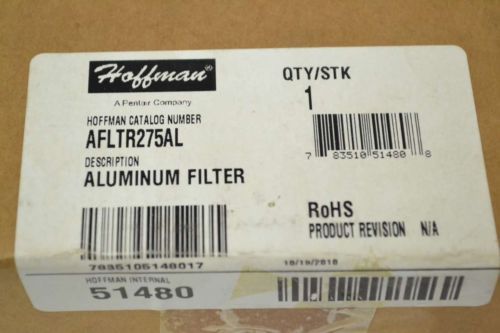 Hoffman®
A Pentair Company
HOFFMAN CATALOG NUMBER
AFLTR275AL
DESCRIPTION
ALUMINUM FILTER
7835105148017
HOFFMAN INTERNAL
51480
QTY/STK
1
7 83510 51480 8
RoHS
PRODUCT REVISION N/A